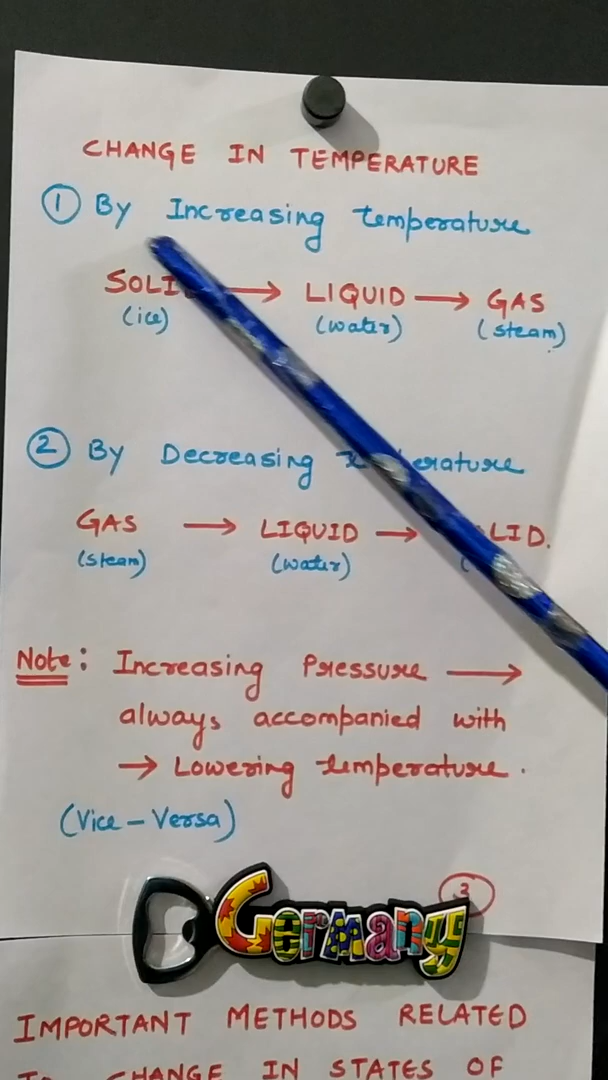 CHANGE IN TEMPERATURE
① By Increasing temperature
SOLI → LIQUID → GAS
(ice) (water) (steam)
② By Decreasing
GAS → LIQUID → LID.
(steam) (water)
Note: Increasing Pressure →
always accompanied with
→ Lowering temperature.
(Vice-Versa)
3
Germany
IMPORTANT METHODS RELATED
CHANGE IN STATES OF